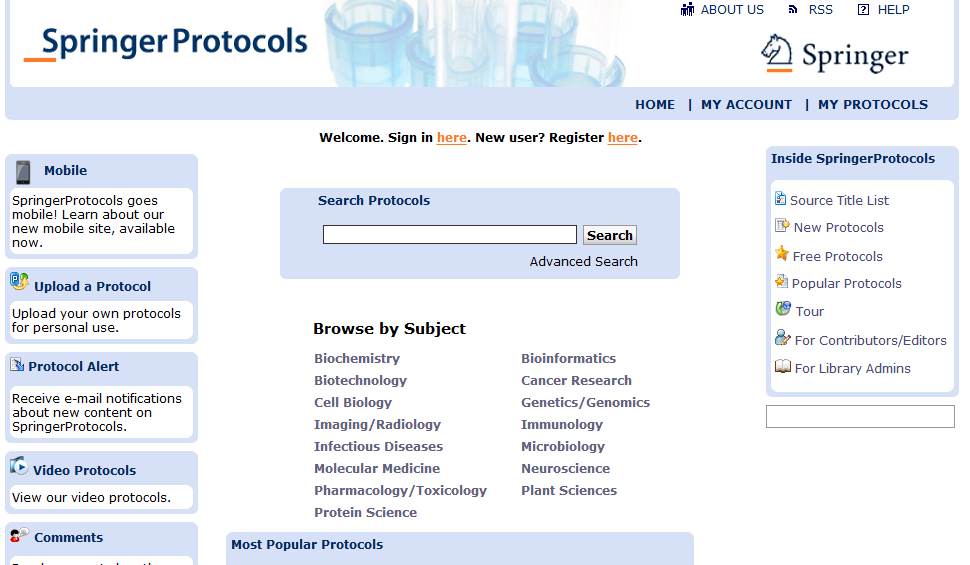 ABOUT US RSS HELP
SpringerProtocols
Springer
HOME | MY ACCOUNT | MY PROTOCOLS
Welcome. Sign in here. New user? Register here.
Mobile
SpringerProtocols goes
mobile! Learn about our
new mobile site, available
now.
Upload a Protocol
Upload your own protocols
for personal use.
Protocol Alert
Receive e-mail notifications
about new content on
SpringerProtocols.
Video Protocols
View our video protocols.
Comments
Search Protocols
Search
Advanced Search
Browse by Subject
Biochemistry
Biotechnology
Cell Biology
Imaging/Radiology
Infectious Diseases
Molecular Medicine
Pharmacology/Toxicology
Protein Science
Bioinformatics
Cancer Research
Genetics/Genomics
Immunology
Microbiology
Neuroscience
Plant Sciences
Most Popular Protocols
Inside SpringerProtocols
Source Title List
New Protocols
Free Protocols
Popular Protocols
Tour
For Contributors/Editors
For Library Admins